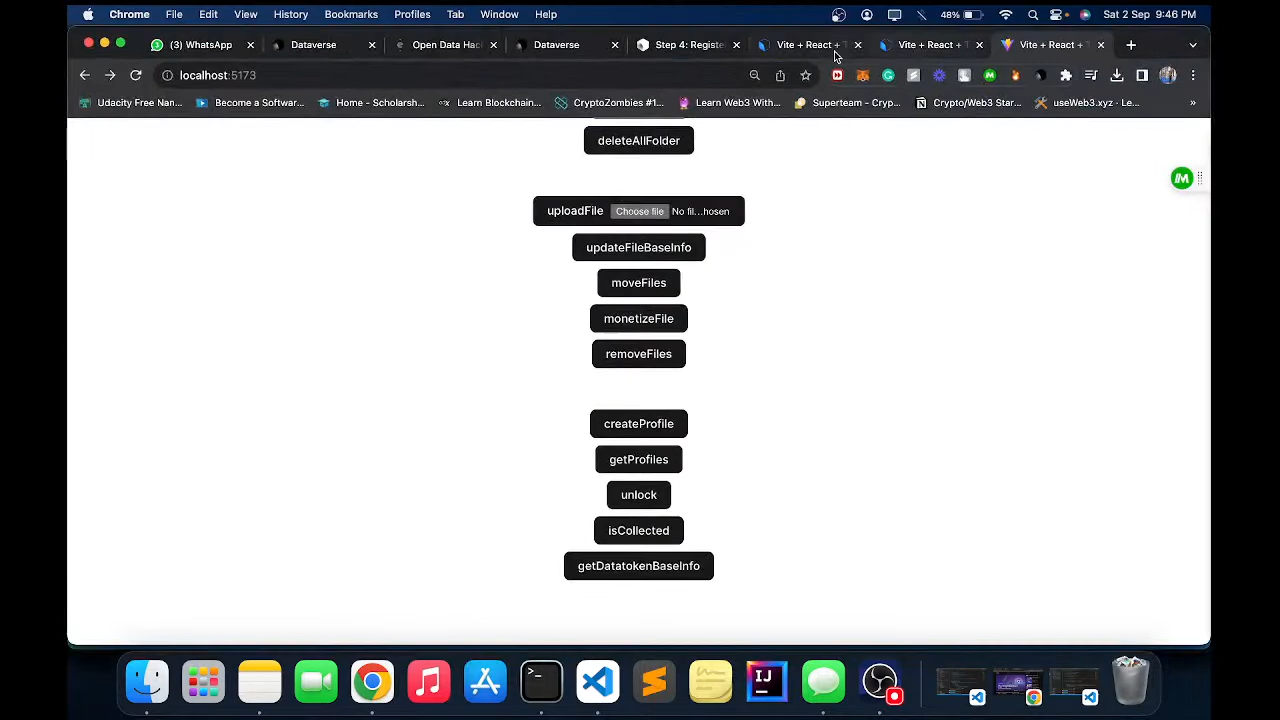 Chrome File Edit View History Bookmarks Profiles Tab Window Help 48% Sat 2 Sep 9:46 PM
(3) WhatsApp Dataverse Open Data Hac Dataverse Step 4: Registe Vite + React + T Vite + React + T Vite + React + T
localhost:5173
Udacity Free Nan... Become a Softwar... Home - Scholarsh... Learn Blockchain... CryptoZombies #1... Learn Web3 With... Superteam - Cryp... Crypto/Web3 Star... useWeb3.xyz - Le... »
deleteAllFolder
uploadFile Choose file No fil...hosen
updateFileBaseInfo
moveFiles
monetizeFile
removeFiles
createProfile
getProfiles
unlock
isCollected
getDatatokenBaseInfo